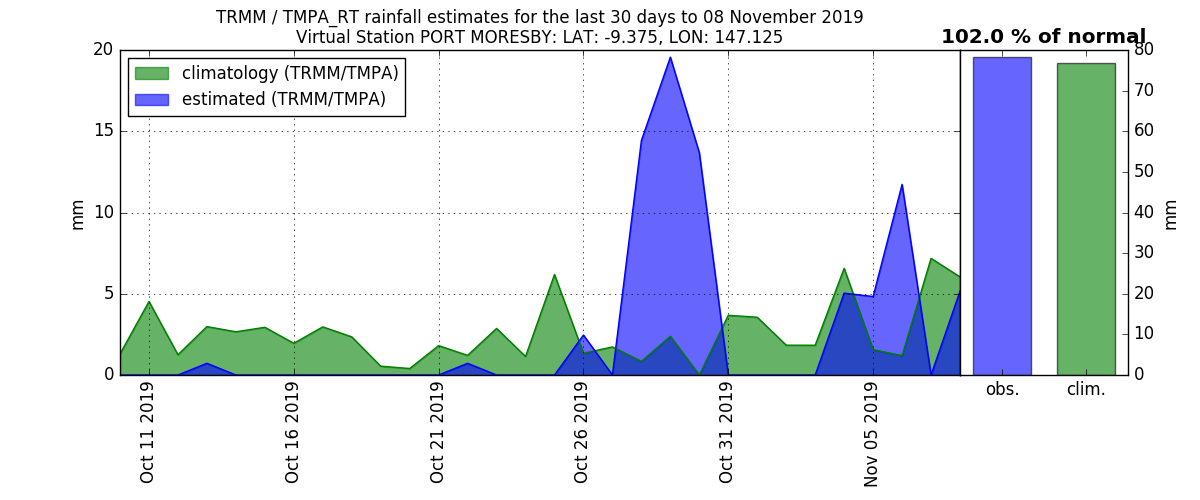 TRMM / TMPA_RT rainfall estimates for the last 30 days to 08 November 2019
Virtual Station PORT MORESBY: LAT: -9.375, LON: 147.125
102.0 % of normal
climatology (TRMM/TMPA)
estimated (TRMM/TMPA)
20
15
10
5
0
mm
Oct 11 2019
Oct 16 2019
Oct 21 2019
Oct 26 2019
Oct 31 2019
Nov 05 2019
obs.
clim.
80
70
60
50
40
30
20
10
0
mm